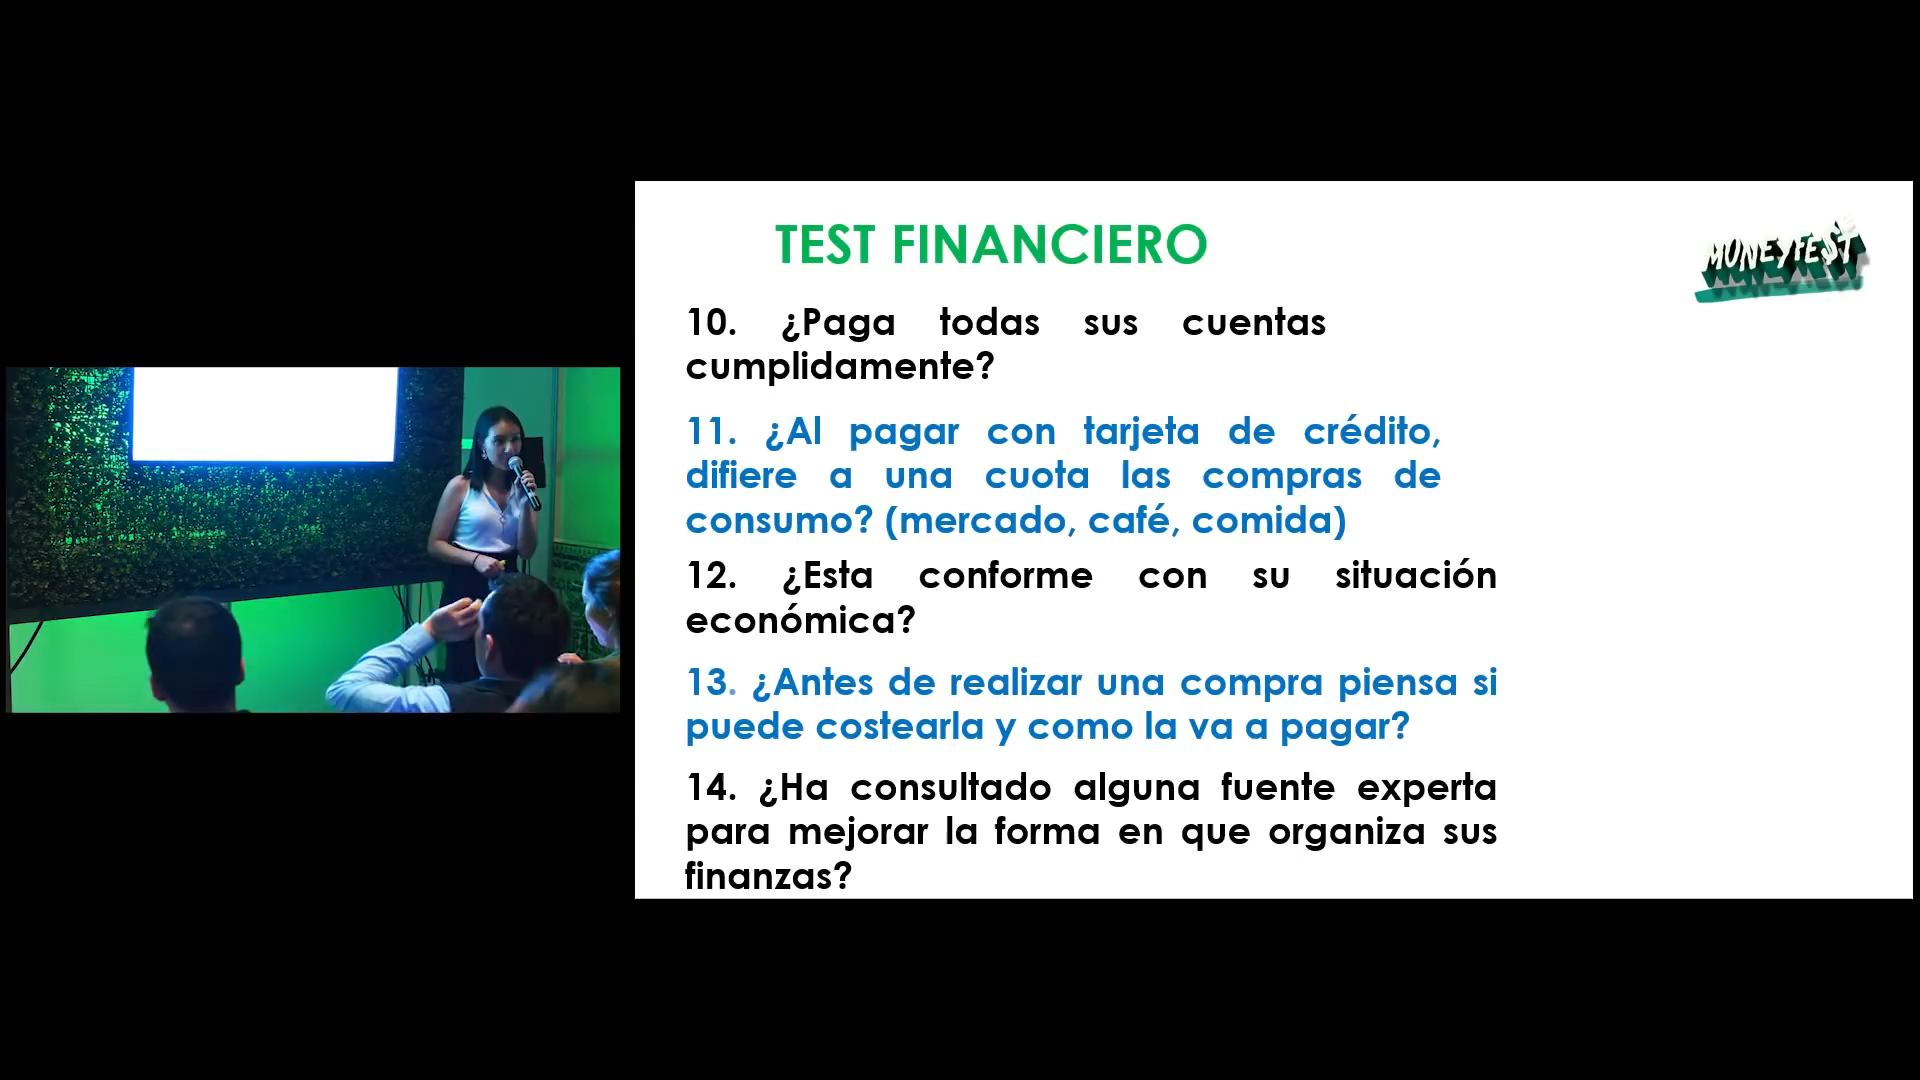 TEST FINANCIERO
MONEYFE$T
10. ¿Paga todas sus cuentas
cumplidamente?
11. ¿Al pagar con tarjeta de crédito,
difiere a una cuota las compras de
consumo? (mercado, café, comida)
12. ¿Esta conforme con su situación
económica?
13. ¿Antes de realizar una compra piensa si
puede costearla y como la va a pagar?
14. ¿Ha consultado alguna fuente experta
para mejorar la forma en que organiza sus
finanzas?